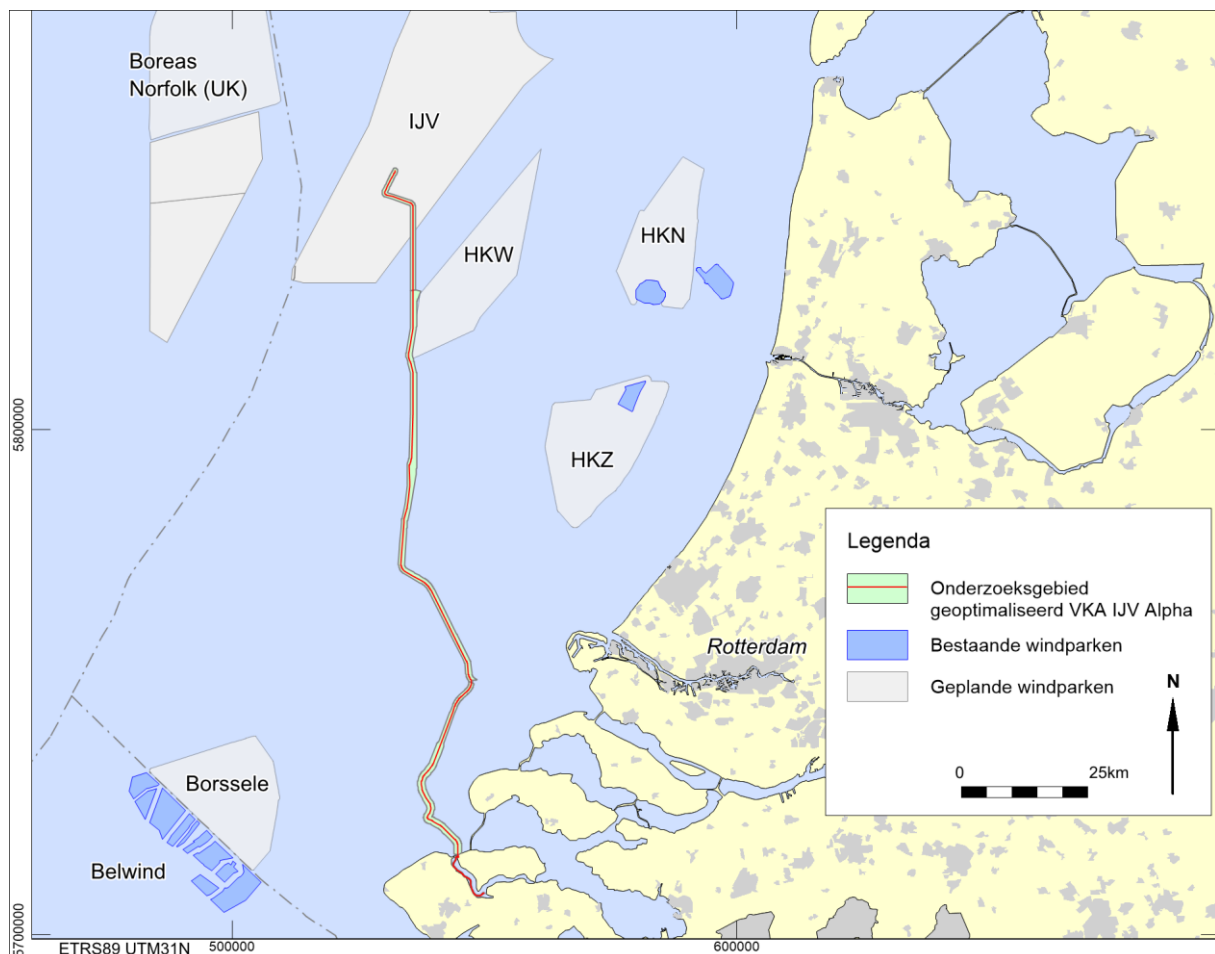 Boreas
Norfolk (UK)
IJV
HKW
HKN
HKZ
5800000
Legenda
Onderzoeksgebied
geoptimaliseerd VKA IJV Alpha
Bestaande windparken
Geplande windparken
N
0 25km
Rotterdam
Borssele
Belwind
5700000
ETRS89 UTM31N
500000
600000